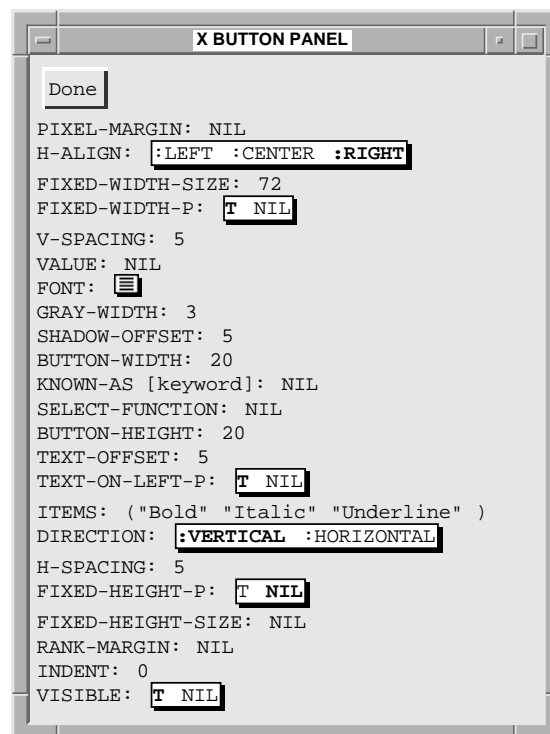 X BUTTON PANEL
Done
PIXEL-MARGIN: NIL
H-ALIGN: :LEFT :CENTER :RIGHT
FIXED-WIDTH-SIZE: 72
FIXED-WIDTH-P: T NIL
V-SPACING: 5
VALUE: NIL
FONT:
GRAY-WIDTH: 3
SHADOW-OFFSET: 5
BUTTON-WIDTH: 20
KNOWN-AS [keyword]: NIL
SELECT-FUNCTION: NIL
BUTTON-HEIGHT: 20
TEXT-OFFSET: 5
TEXT-ON-LEFT-P: T NIL
ITEMS: ("Bold" "Italic" "Underline" )
DIRECTION: :VERTICAL :HORIZONTAL
H-SPACING: 5
FIXED-HEIGHT-P: T NIL
FIXED-HEIGHT-SIZE: NIL
RANK-MARGIN: NIL
INDENT: 0
VISIBLE: T NIL